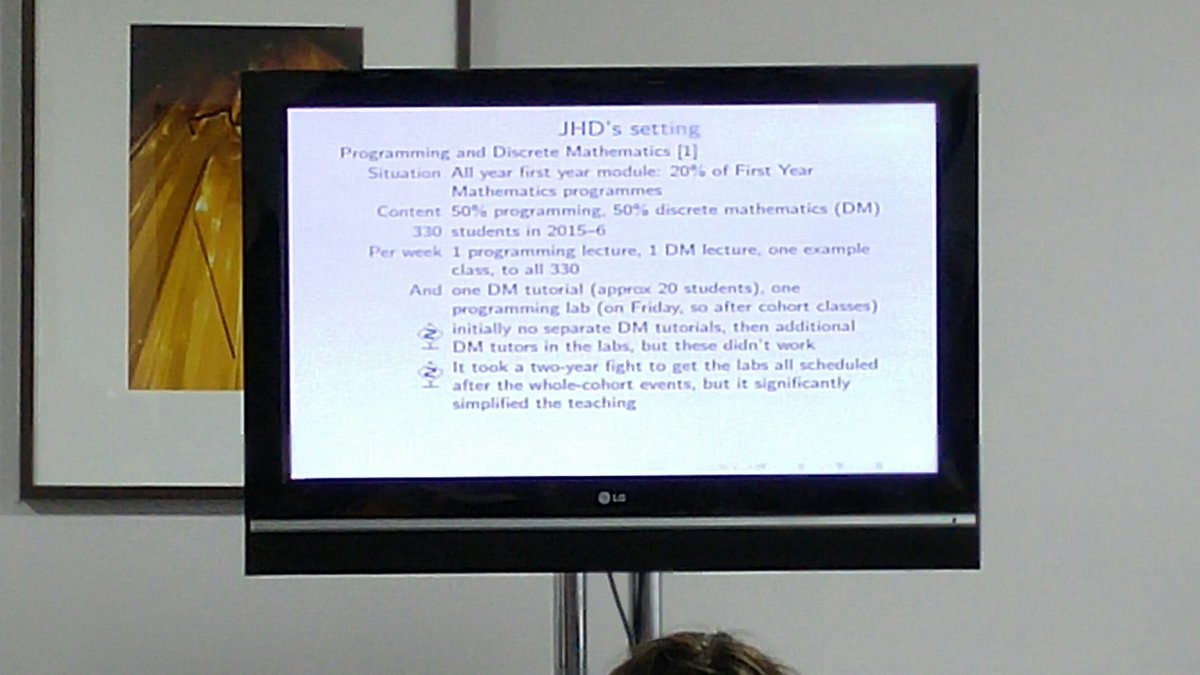 JHD's setting
Programming and Discrete Mathematics [1]
Situation All year first year module: 20% of First Year
Mathematics programmes
Content 50% programming, 50% discrete mathematics (DM)
330 students in 2015–6
Per week 1 programming lecture, 1 DM lecture, one example
class, to all 330
And one DM tutorial (approx 20 students), one
programming lab (on Friday, so after cohort classes)
initially no separate DM tutorials, then additional
DM tutors in the labs, but these didn't work
It took a two-year fight to get the labs all scheduled
after the whole-cohort events, but it significantly
simplified the teaching
LG